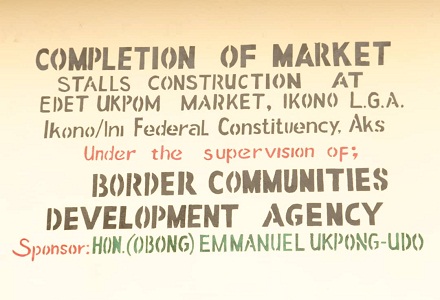 COMPLETION OF MARKET
STALLS CONSTRUCTION AT
EDET UKPOM MARKET, IKONO L.G.A.
Ikono/Ini Federal Constituency, Aks
Under the supervision of;
BORDER COMMUNITIES
DEVELOPMENT AGENCY
Sponsor: HON. (OBONG) EMMANUEL UKPONG-UDO